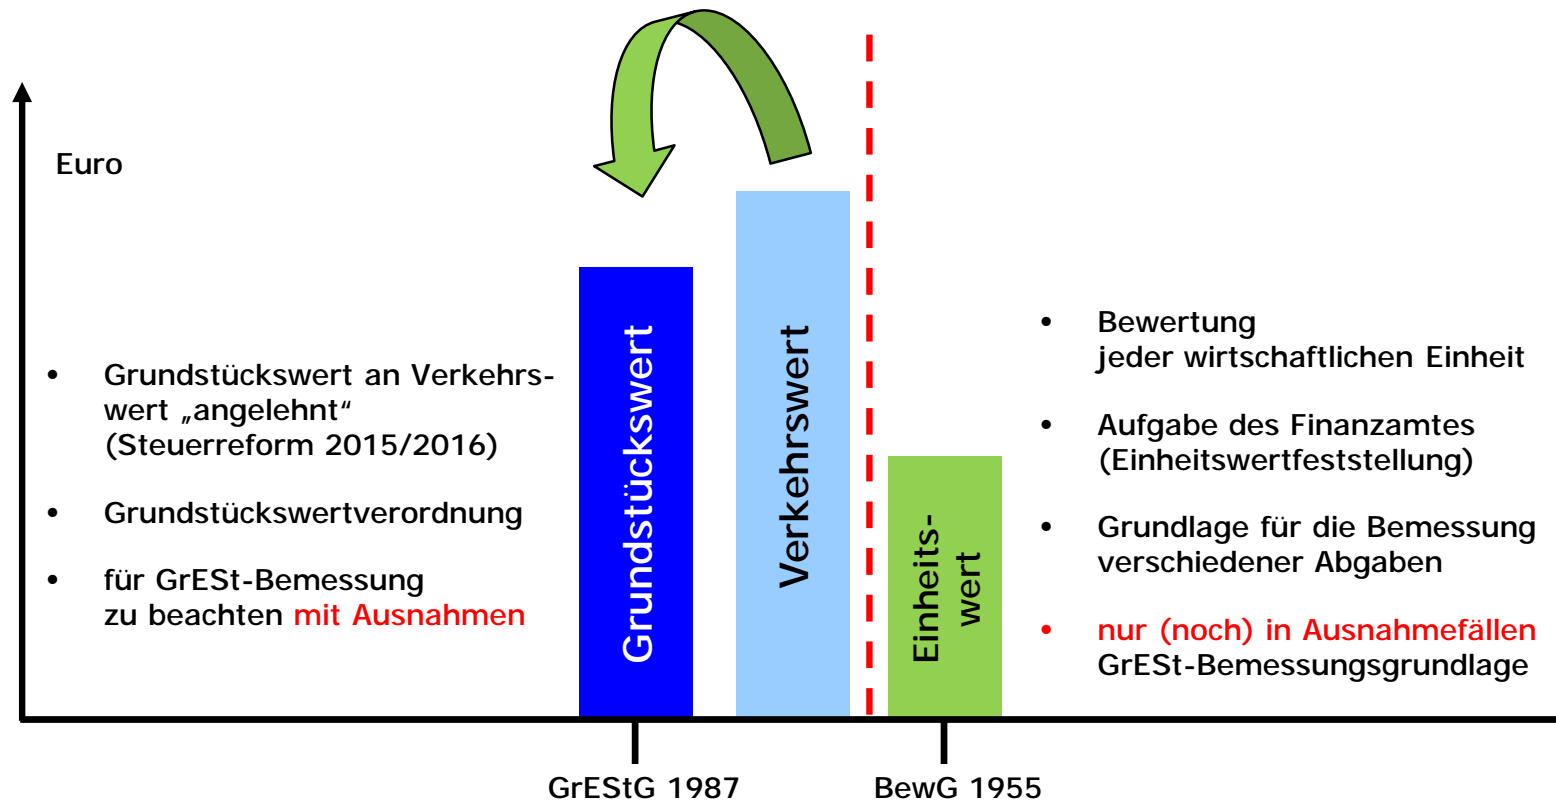 Euro
• Grundstückswert an Verkehrs-
wert „angelehnt“
(Steuerreform 2015/2016)
• Grundstückswertverordnung
• für GrESt-Bemessung
zu beachten mit Ausnahmen
Grundstückswert
Verkehrswert
Einheits-
wert
• Bewertung
jeder wirtschaftlichen Einheit
• Aufgabe des Finanzamtes
(Einheitswertfeststellung)
• Grundlage für die Bemessung
verschiedener Abgaben
• nur (noch) in Ausnahmefällen
GrESt-Bemessungsgrundlage
GrEStG 1987
BewG 1955